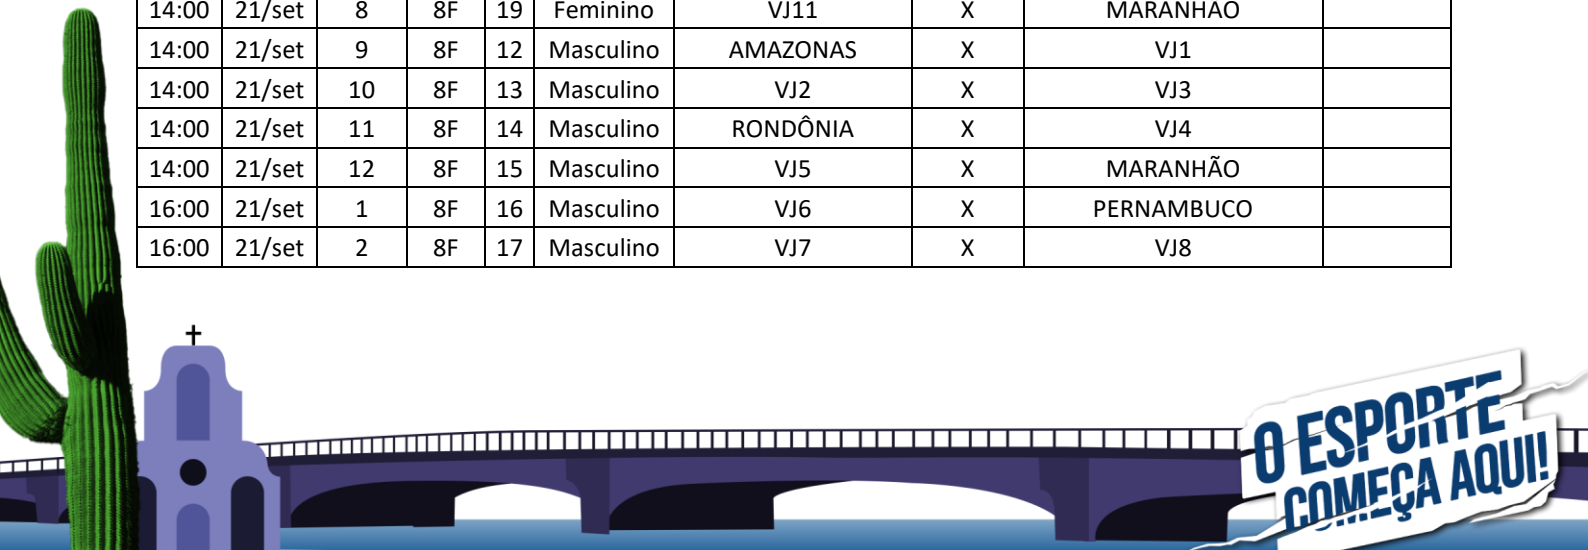 14:00 21/set 8 8F 19 Feminino VJ11 X MARANHÃO
14:00 21/set 9 8F 12 Masculino AMAZONAS X VJ1
14:00 21/set 10 8F 13 Masculino VJ2 X VJ3
14:00 21/set 11 8F 14 Masculino RONDÔNIA X VJ4
14:00 21/set 12 8F 15 Masculino VJ5 X MARANHÃO
16:00 21/set 1 8F 16 Masculino VJ6 X PERNAMBUCO
16:00 21/set 2 8F 17 Masculino VJ7 X VJ8
O ESPORTE
COMEÇA AQUI!